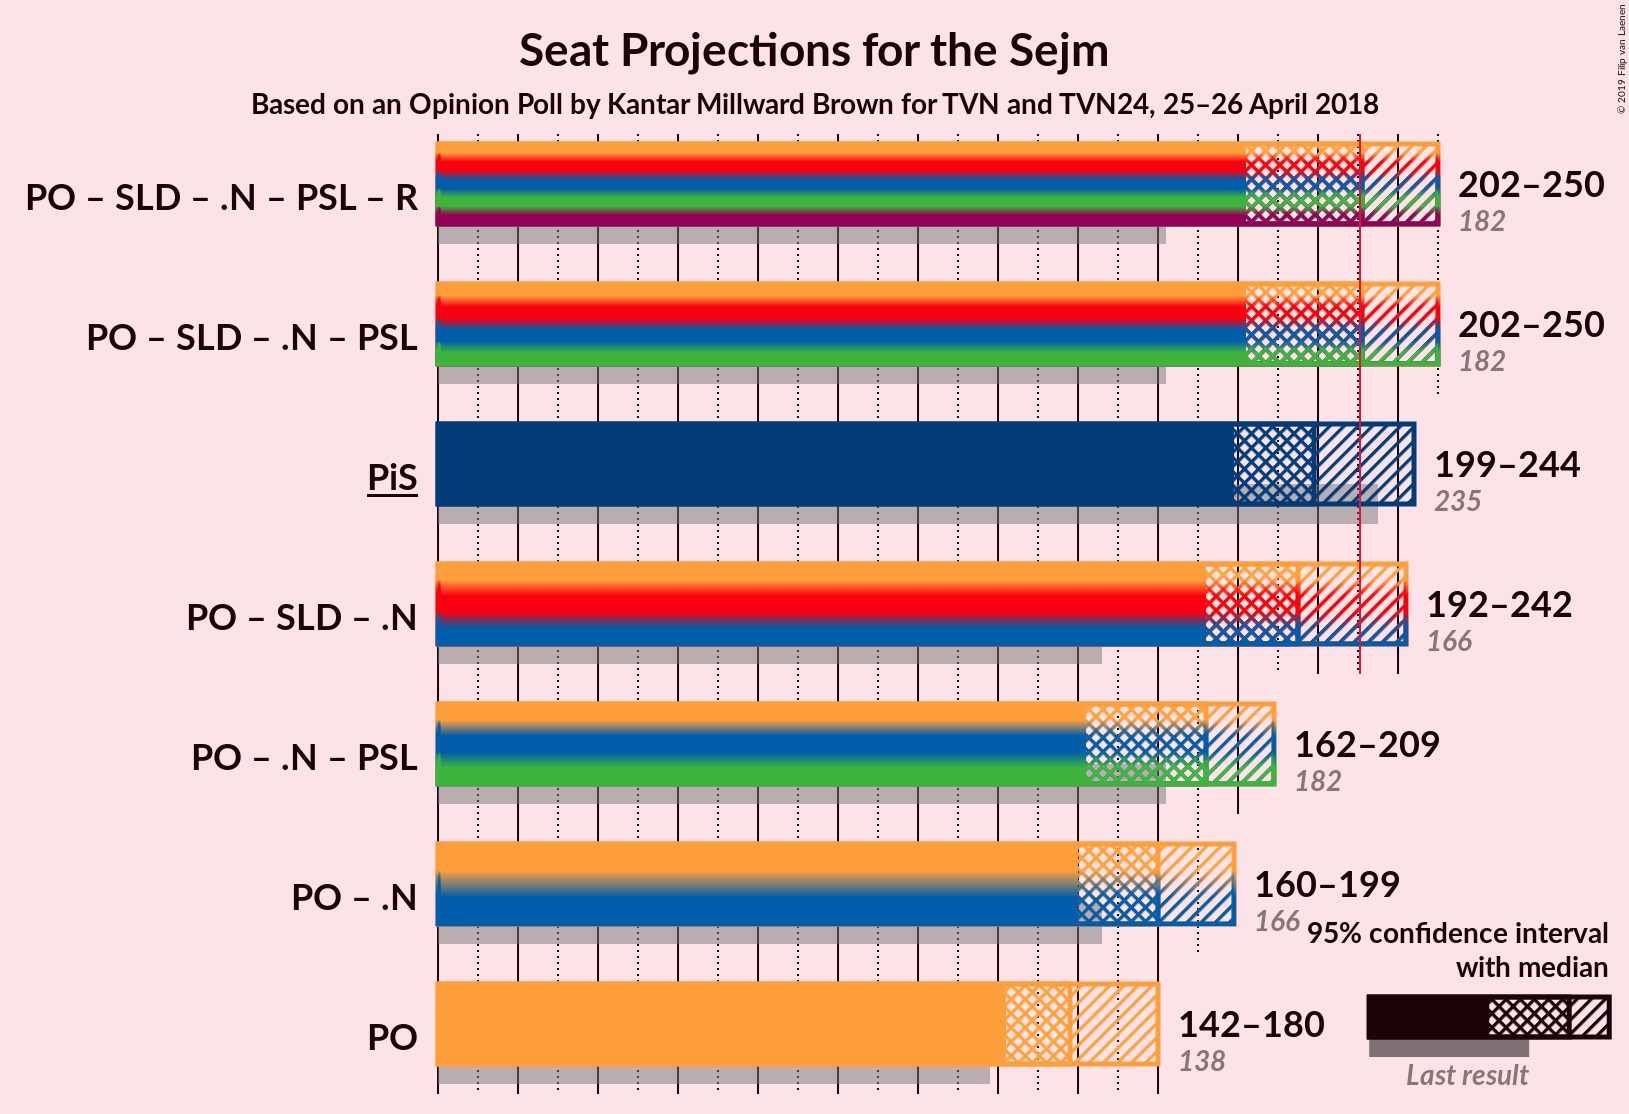 Seat Projections for the Sejm
Based on an Opinion Poll by Kantar Millward Brown for TVN and TVN24, 25–26 April 2018
© 2019 Filip van Laenen
PO – SLD – .N – PSL – R
202–250
182
PO – SLD – .N – PSL
202–250
182
PiS
199–244
235
PO – SLD – .N
192–242
166
PO – .N – PSL
162–209
182
PO – .N
160–199
166
PO
142–180
138
95% confidence interval
with median
Last result